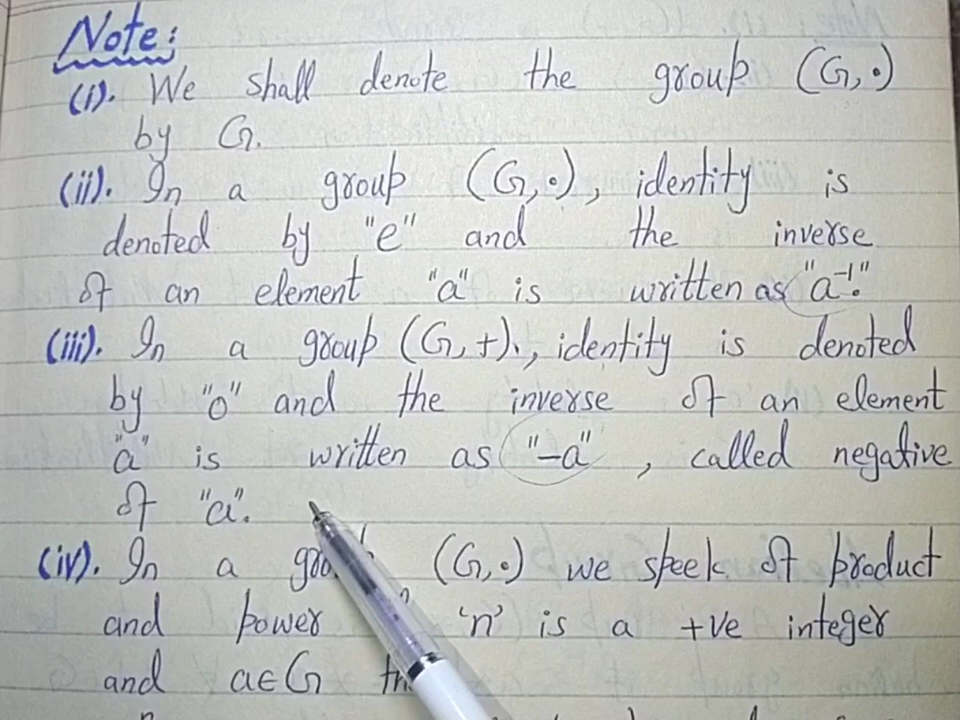 Note:
(i). We shall denote the group (G, •)
by G.
(ii). In a group (G, •), identity is
denoted by "e" and the inverse
of an element "a" is written as "a⁻¹".
(iii). In a group (G, +)., identity is denoted
by "o" and the inverse of an element
"a" is written as "-a", called negative
of "a".
(iv). In a (G, •) we speek of product
and power 'n' is a +ve integer
and a∈G